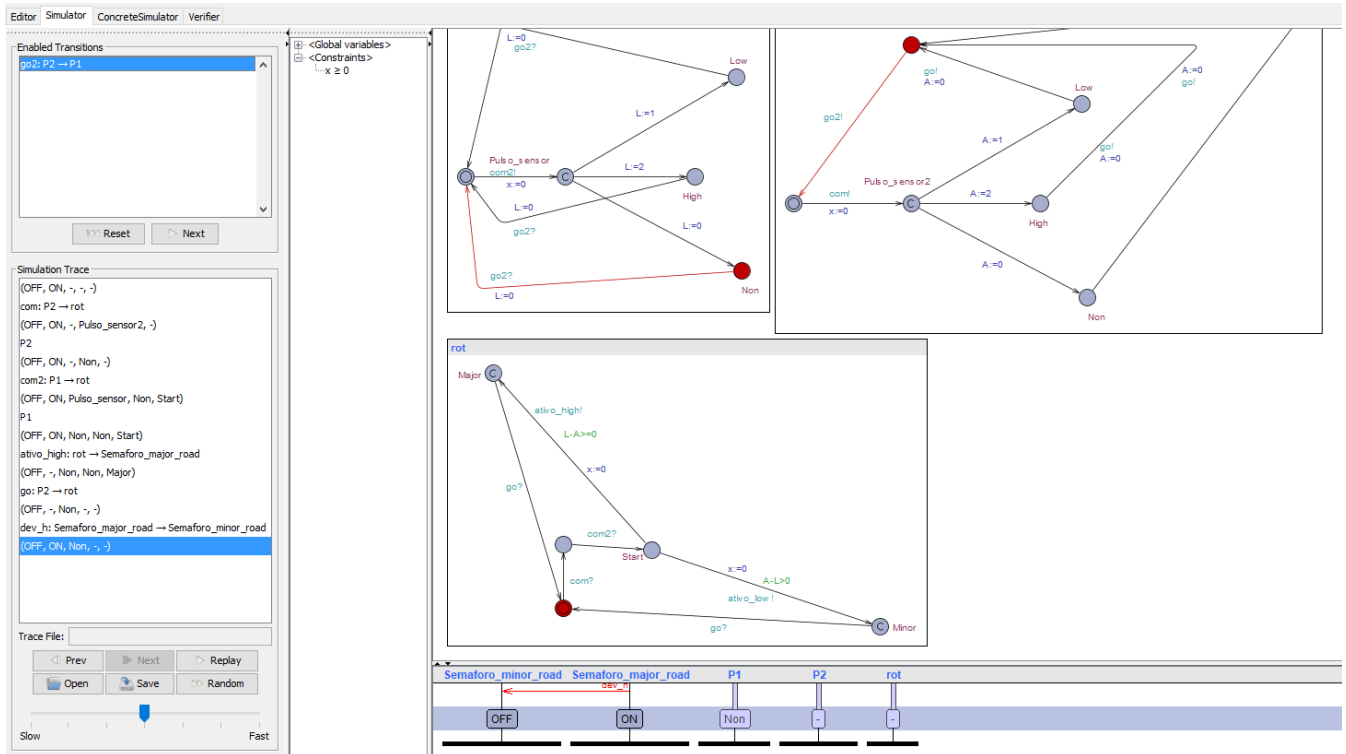 Editor Simulator ConcreteSimulator Verifier
Enabled Transitions
go2: P2 → P1
Reset Next
Simulation Trace
(OFF, ON, -, -, -)
com: P2 → rot
(OFF, ON, -, Pulso_sensor2, -)
P2
(OFF, ON, -, Non, -)
com2: P1 → rot
(OFF, ON, Pulso_sensor, Non, Start)
P1
(OFF, ON, Non, Non, Start)
ativo_high: rot → Semaforo_major_road
(OFF, -, Non, Non, Major)
go: P2 → rot
(OFF, -, Non, -, -)
dev_h: Semaforo_major_road → Semaforo_minor_road
(OFF, ON, Non, -, -)
Trace File:
Prev Next Replay
Open Save Random
Slow Fast
<Global variables>
<Constraints>
x ≥ 0
L:=0
go2?
Low
L:=1
Pulso_sensor
com2!
x:=0
C
L:=2
High
L:=0
go2?
L:=0
go2?
L:=0
Non
go!
A:=0
A:=0
go!
Low
go2!
A:=1
go!
A:=0
Pulso_sensor2
com!
x:=0
C
A:=2
High
A:=0
Non
rot
Major C
ativo_high!
L-A>=0
x:=0
go?
com2?
Start
com?
x:=0
A-L>0
ativo_low!
go?
C Minor
Semaforo_minor_road Semaforo_major_road P1 P2 rot
dev_h
OFF ON Non - -